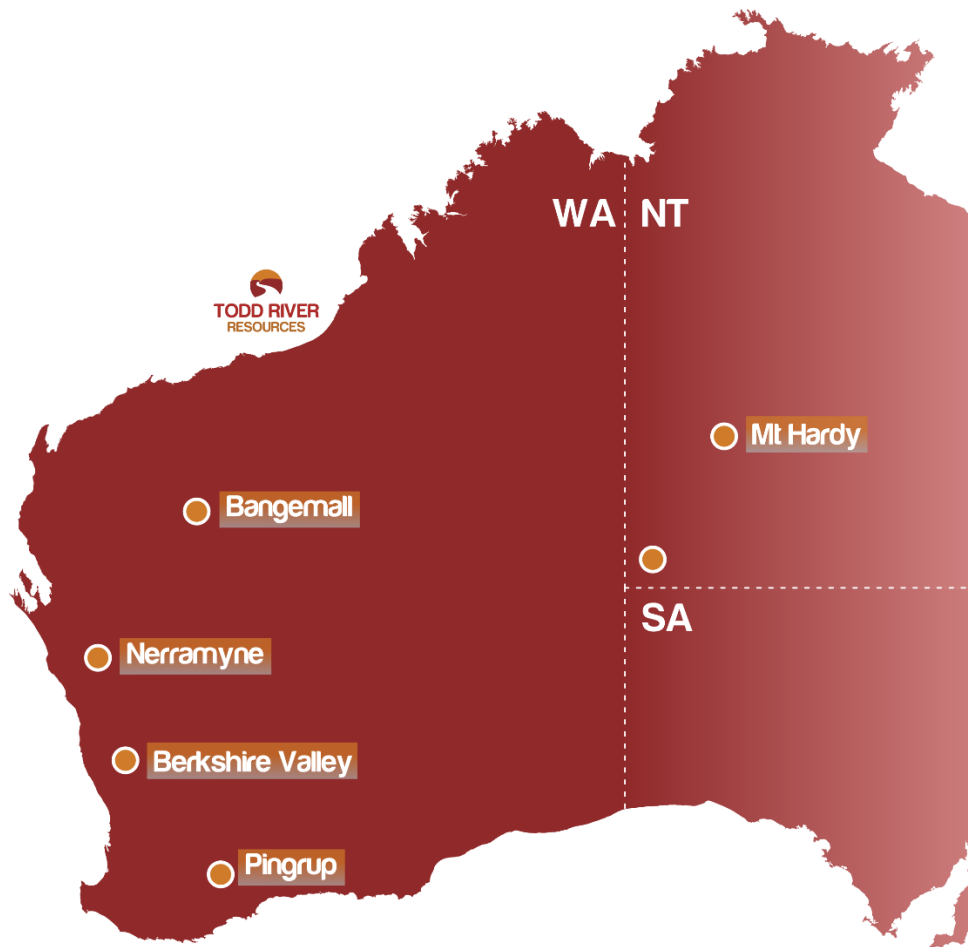 WA
NT
TODD RIVER
RESOURCES
Mt Hardy
Bangemall
SA
Nerramyne
Berkshire Valley
Pingrup